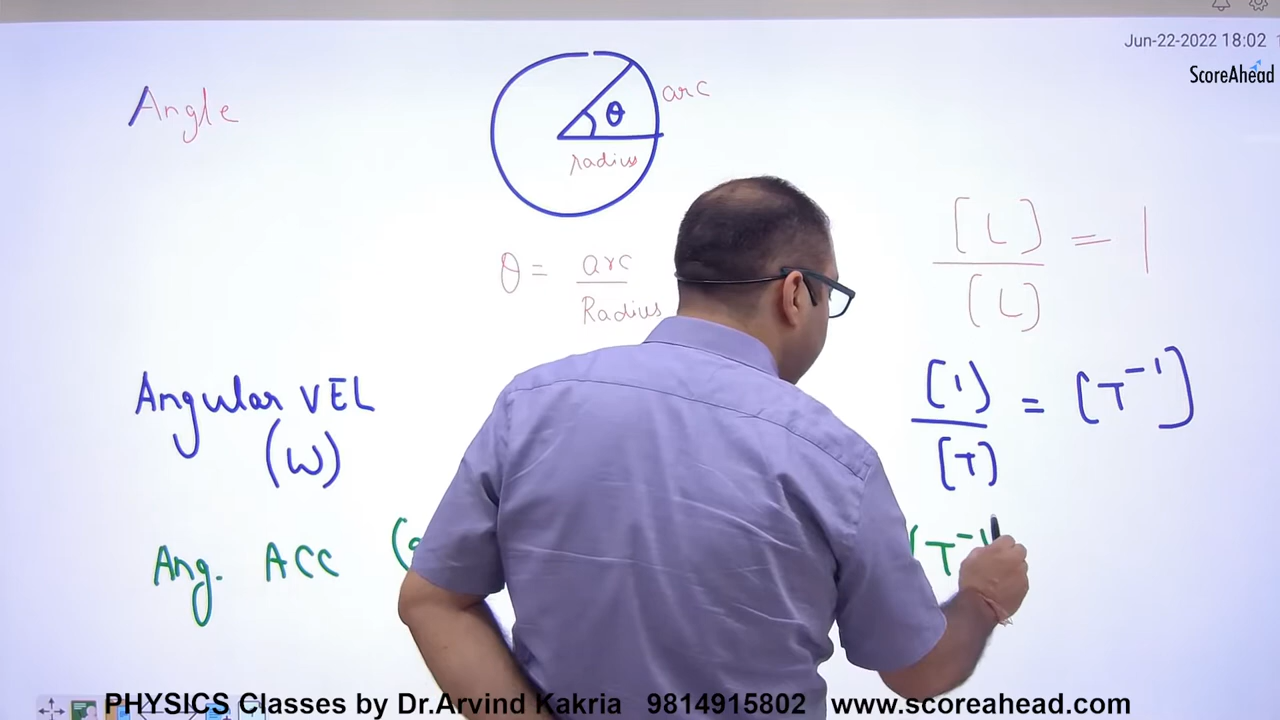 Jun-22-2022 18:02
ScoreAhead
Angle
θ
arc
radius
θ = arc
Radius
[L]
[L]
= 1
Angular VEL
(W)
[1]
[T]
= [T⁻¹]
Ang. ACC
[T⁻¹
PHYSICS Classes by Dr.Arvind Kakria 9814915802 www.scoreahead.com